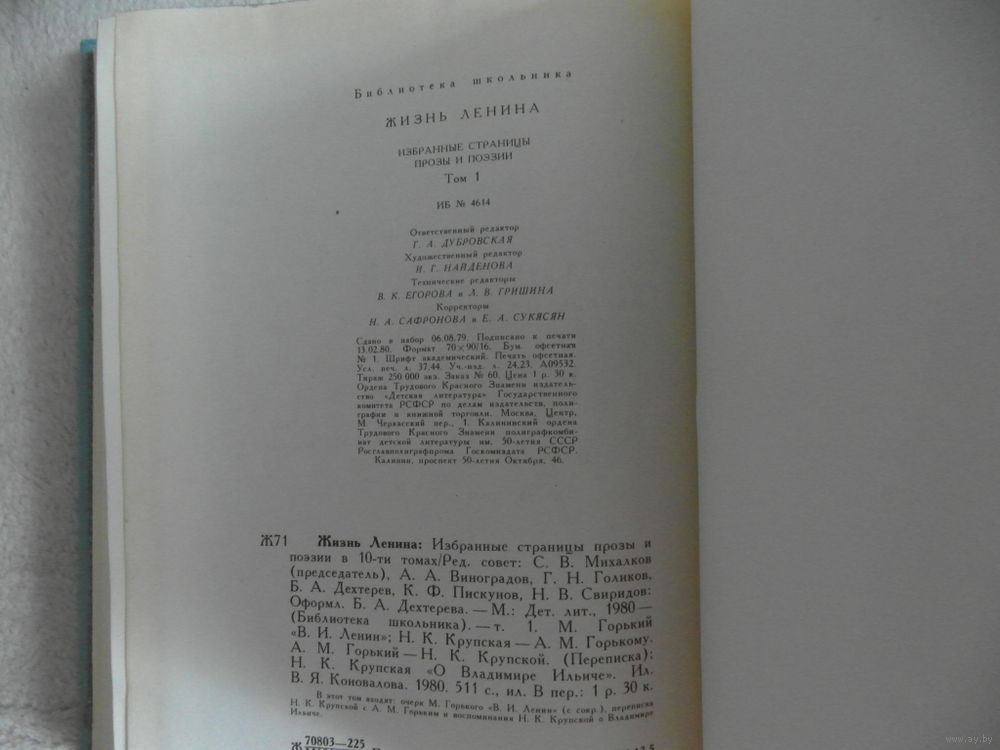 Библиотека школьника
ЖИЗНЬ ЛЕНИНА
ИЗБРАННЫЕ СТРАНИЦЫ
ПРОЗЫ И ПОЭЗИИ
Том 1
ИБ № 4614
Ответственный редактор
Г. А. ДУБРОВСКАЯ
Художественный редактор
И. Г. НАЙДЕНОВА
Технические редакторы
В. К. ЕГОРОВА и Л. В. ГРИШИНА
Корректоры
Н. А. САФРОНОВА и Е. А. СУКЯСЯН
Сдано в набор 06.08.79. Подписано к печати
13.02.80. Формат 70×90/16. Бум. офсетная
№ 1. Шрифт академический. Печать офсетная.
Усл. печ. л. 37,44. Уч.-изд. л. 24,23. А09532.
Тираж 250 000 экз. Заказ № 60. Цена 1 р. 30 к.
Ордена Трудового Красного Знамени издатель-
ство «Детская литература» Государственного
комитета РСФСР по делам издательств, поли-
графии и книжной торговли. Москва, Центр,
М. Черкасский пер., 1. Калининский ордена
Трудового Красного Знамени полиграфкомби-
нат детской литературы им. 50-летия СССР
Росглавполиграфпрома Госкомиздата РСФСР.
Калинин, проспект 50-летия Октября, 46.
Ж71 Жизнь Ленина: Избранные страницы прозы и
поэзии в 10-ти томах/Ред. совет: С. В. Михалков
(председатель), А. А. Виноградов, Г. Н. Голиков,
Б. А. Дехтерев, К. Ф. Пискунов, Н. В. Свиридов:
Оформл. Б. А. Дехтерева. — М.: Дет. лит., 1980 —
(Библиотека школьника). — т. 1. М. Горький
«В. И. Ленин»; Н. К. Крупская — А. М. Горькому.
А. М. Горький — Н. К. Крупской. (Переписка);
Н. К. Крупская «О Владимире Ильиче». Ил.
В. Я. Коновалова. 1980. 511 с., ил. В пер.: 1 р. 30 к.
В этот том входят: очерк М. Горького «В. И. Ленин» (с сокр.), переписка
Н. К. Крупской с А. М. Горьким и воспоминания Н. К. Крупской о Владимире
Ильиче.
Ж 70803—225
www.ay.by